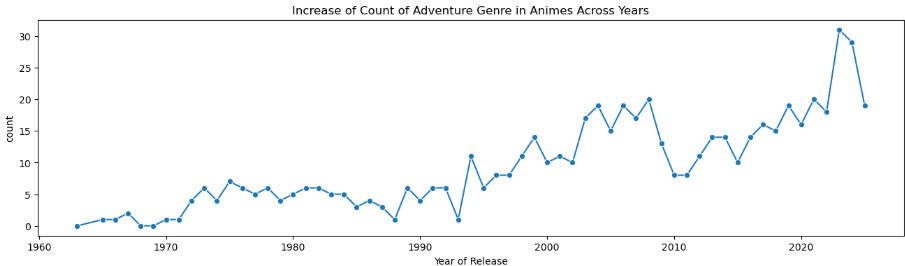 Increase of Count of Adventure Genre in Animes Across Years
30
25
20
15
10
5
0
count
1960 1970 1980 1990 2000 2010 2020
Year of Release